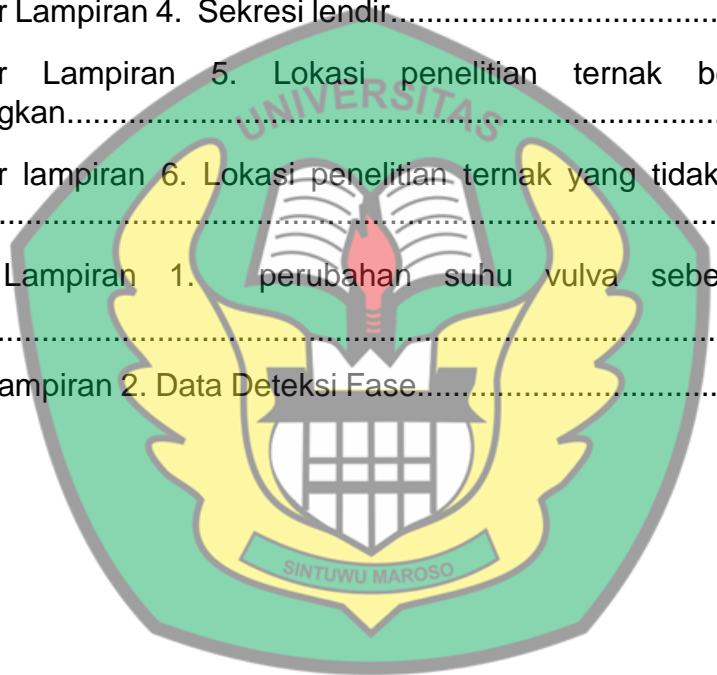 r Lampiran 4. Sekresi lendir.......................................
r Lampiran 5. Lokasi penelitian ternak be
gkan..........................................................................
r lampiran 6. Lokasi penelitian ternak yang tidak
..................................................................................
Lampiran 1. perubahan suhu vulva sebe
..................................................................................
ampiran 2. Data Deteksi Fase....................................
UNIVERSITAS
SINTUWU MAROSO